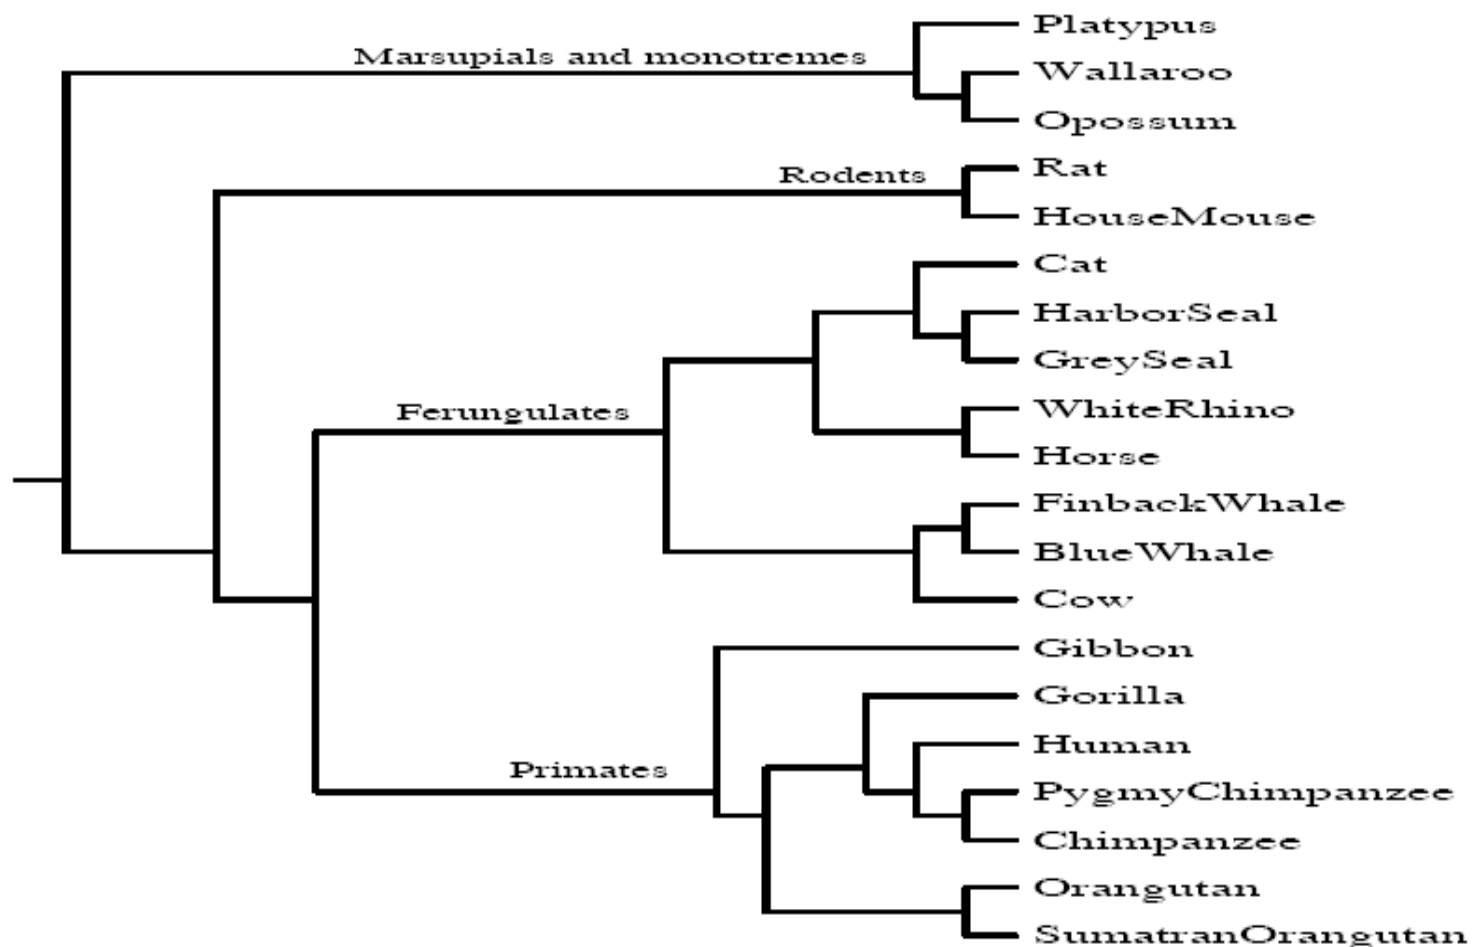 Platypus
Marsupials and monotremes
Wallaroo
Opossum
Rat
Rodents
HouseMouse
Cat
HarborSeal
GreySeal
WhiteRhino
Ferungulates
Horse
FinbackWhale
BlueWhale
Cow
Gibbon
Gorilla
Human
Primates
PygmyChimpanzee
Chimpanzee
Orangutan
SumatranOrangutan